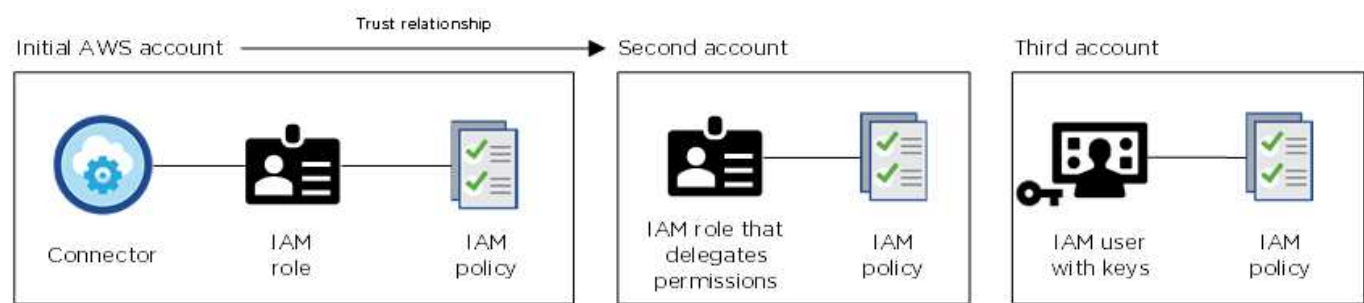 Trust relationship
Initial AWS account
Second account
Third account
Connector
IAM
role
IAM
policy
IAM role that
delegates
permissions
IAM
policy
IAM user
with keys
IAM
policy